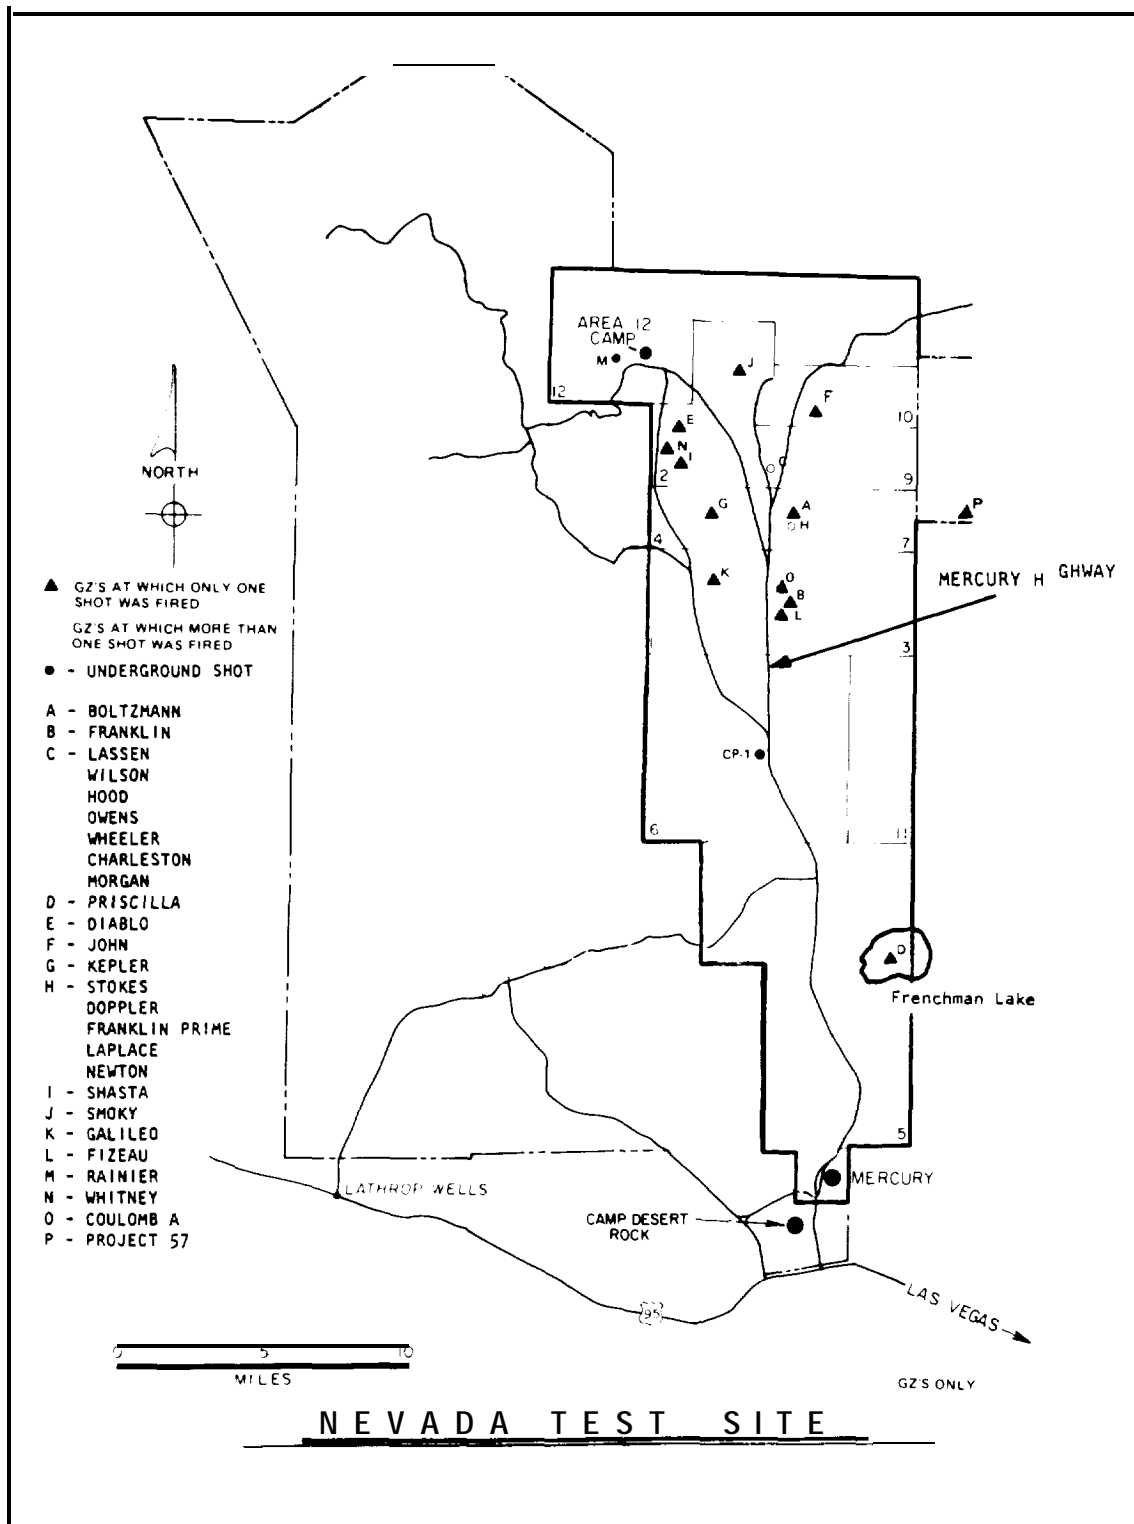 AREA 12
CAMP
M
J
F
12
10
E
N
I
2
9
C
G
A
H
P
4
7
K
O
B
L
MERCURY H GHWAY
3
1
CP-1
6
11
D
Frenchman Lake
5
MERCURY
CAMP DESERT
ROCK
LATHROP WELLS
95
LAS VEGAS
NORTH
▲ GZ'S AT WHICH ONLY ONE
SHOT WAS FIRED
GZ'S AT WHICH MORE THAN
ONE SHOT WAS FIRED
● - UNDERGROUND SHOT
A - BOLTZMANN
B - FRANKLIN
C - LASSEN
WILSON
HOOD
OWENS
WHEELER
CHARLESTON
MORGAN
D - PRISCILLA
E - DIABLO
F - JOHN
G - KEPLER
H - STOKES
DOPPLER
FRANKLIN PRIME
LAPLACE
NEWTON
I - SHASTA
J - SMOKY
K - GALILEO
L - FIZEAU
M - RAINIER
N - WHITNEY
O - COULOMB A
P - PROJECT 57
0 5 10
MILES
GZ'S ONLY
NEVADA TEST SITE